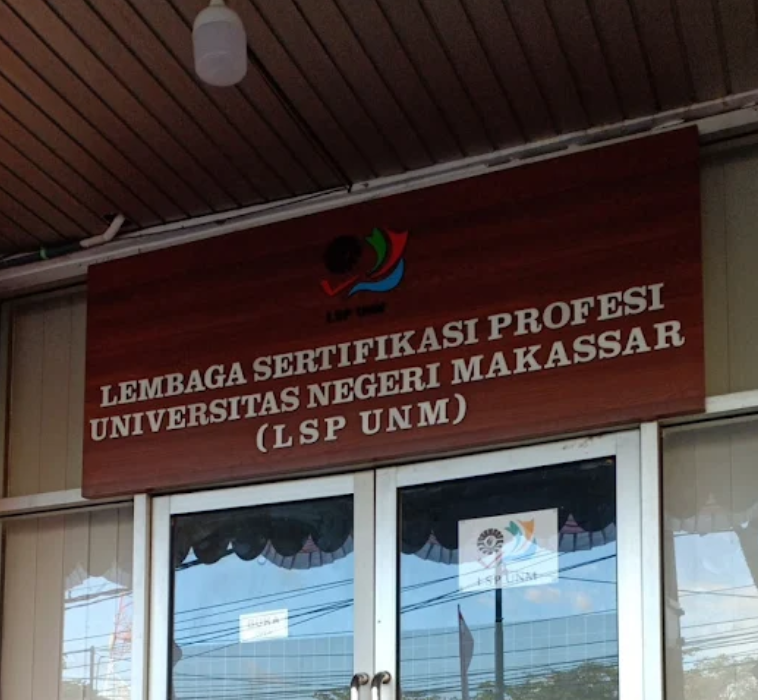 LSP UNM
LEMBAGA SERTIFIKASI PROFESI
UNIVERSITAS NEGERI MAKASSAR
(LSP UNM)
LSP UNM
BUKA